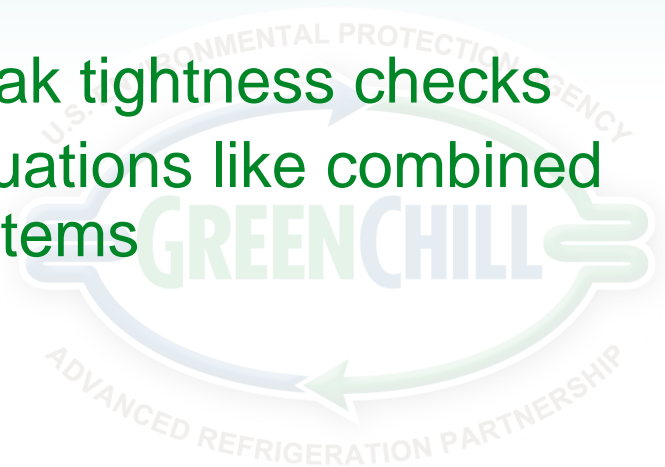 U.S. ENVIRONMENTAL PROTECTION AGENCY
ak tightness checks
uations like combined
tems
GREENCHILL
ADVANCED REFRIGERATION PARTNERSHIP